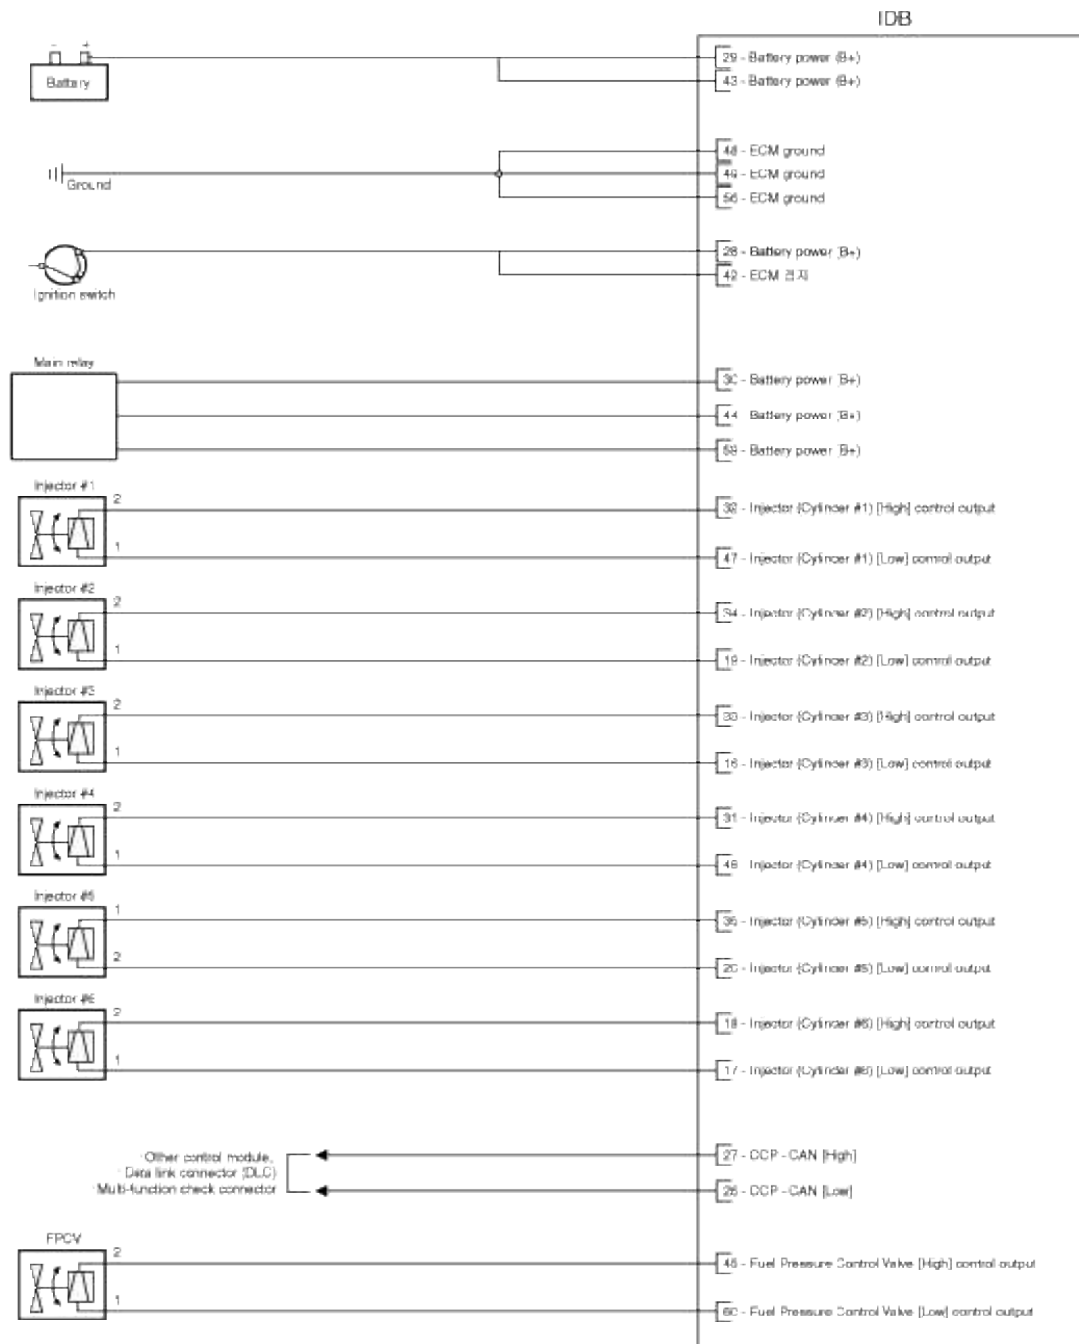 IDB
- +
Battery
29 - Battery power (B+)
43 - Battery power (B+)
48 - ECM ground
49 - ECM ground
56 - ECM ground
Ground
28 - Battery power (B+)
42 - ECM 접지
Ignition switch
Main relay
30 - Battery power (B+)
44 Battery power (B+)
Battery power (B+)
Injector #1
2
Injector (Cylinder #1) [High] control output
1
47 - Injector (Cylinder #1) [Low] control output
Injector #2
2
34 - Injector (Cylinder #2) [High] control output
1
19 - Injector (Cylinder #2) [Low] control output
Injector #3
2
33 - Injector (Cylinder #3) [High] control output
1
16 - Injector (Cylinder #3) [Low] control output
Injector #4
2
31 - Injector (Cylinder #4) [High] control output
1
Injector (Cylinder #4) [Low] control output
Injector #5
1
35 - Injector (Cylinder #5) [High] control output
2
20 - Injector (Cylinder #5) [Low] control output
Injector #6
2
18 - Injector (Cylinder #6) [High] control output
1
17 - Injector (Cylinder #6) [Low] control output
Other control module,
Data link connector (DLC)
Multi-function check connector
27 - CCP - CAN [High]
26 - CCP - CAN [Low]
FPCV
2
45 - Fuel Pressure Control Valve [High] control output
1
60 - Fuel Pressure Control Valve [Low] control output